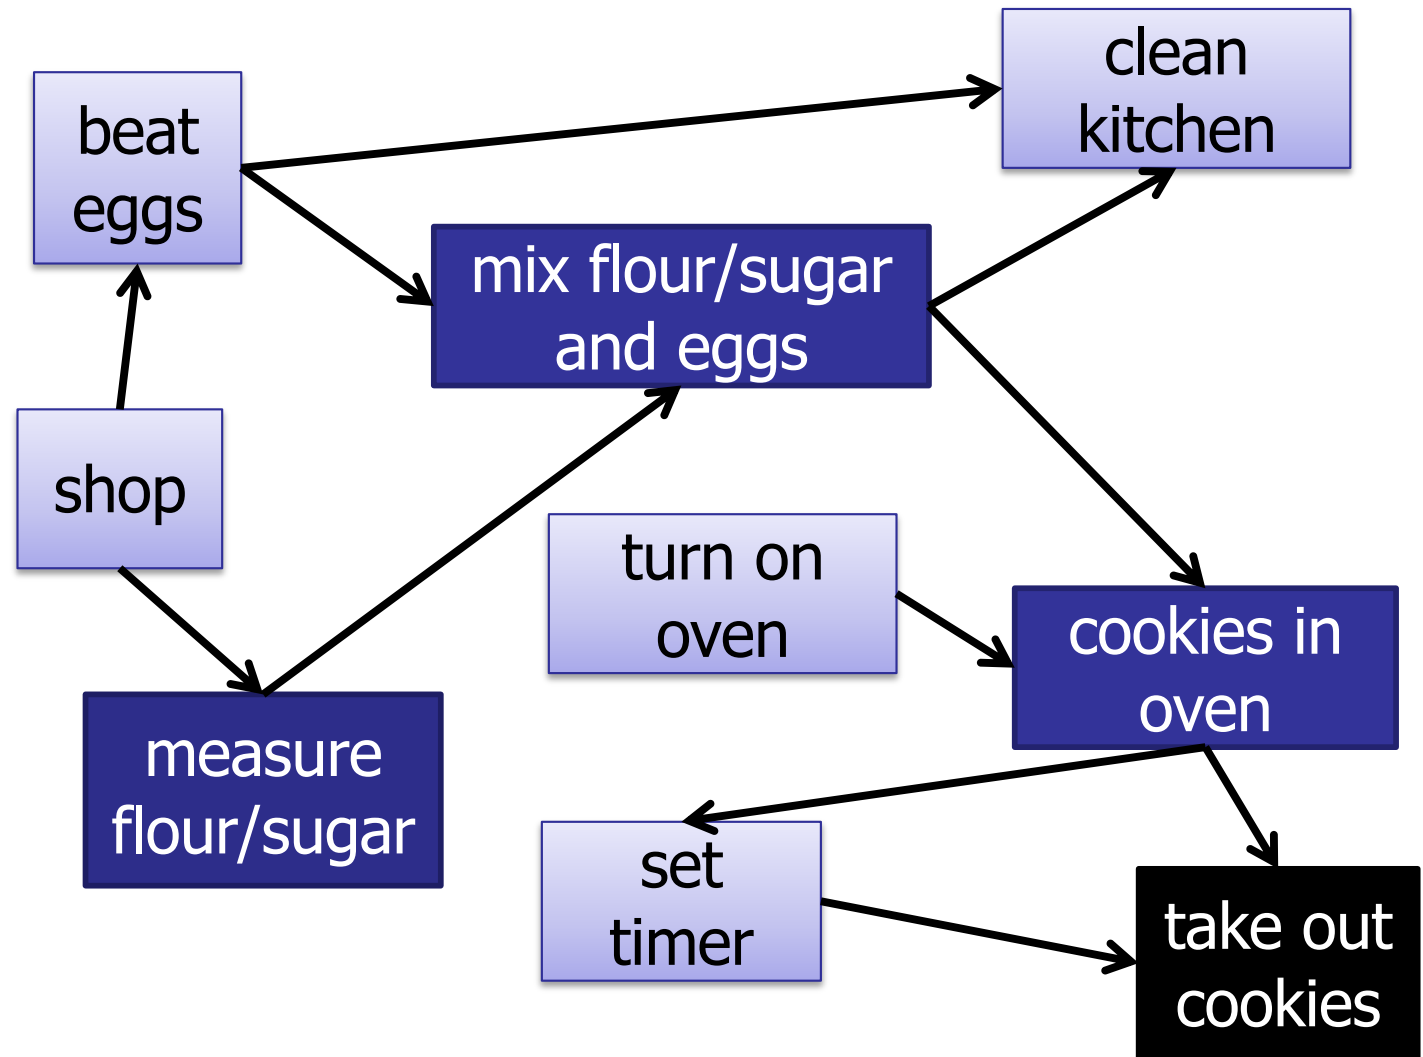 clean
kitchen
beat
eggs
mix flour/sugar
and eggs
shop
turn on
oven
cookies in
oven
measure
flour/sugar
set
timer
take out
cookies